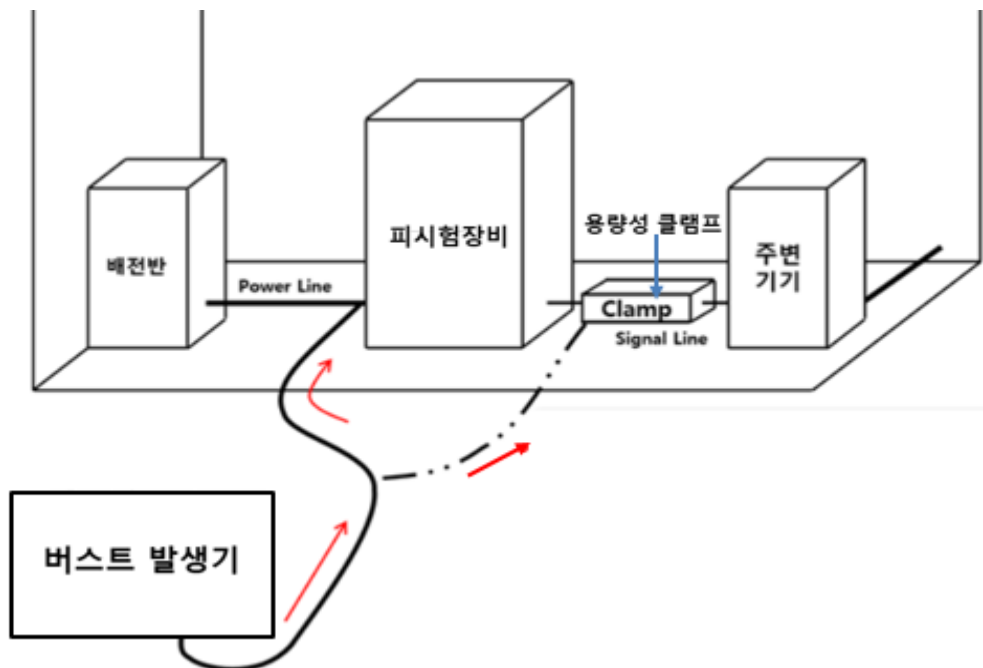 용량성 클램프
피시험장비
주변
기기
배전반
Power Line
Clamp
Signal Line
버스트 발생기